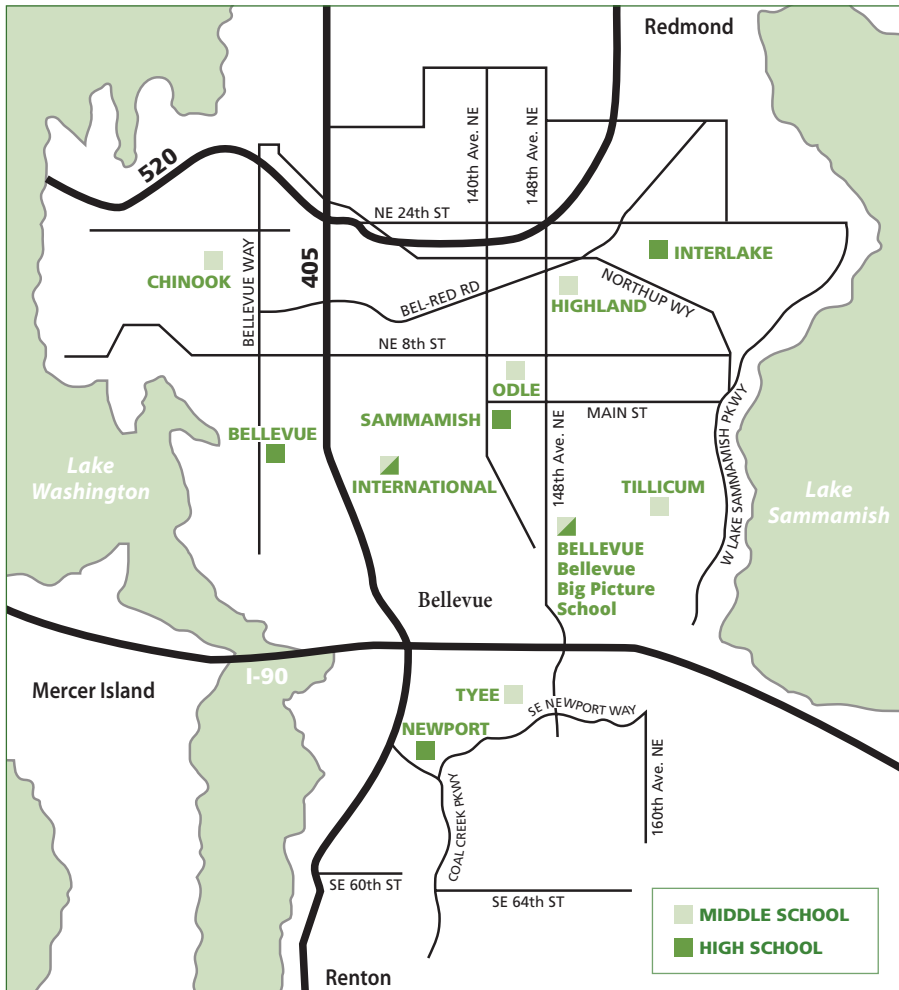 Redmond
520
140th Ave. NE
148th Ave. NE
NE 24th ST
BELLEVUE WAY
405
CHINOOK
INTERLAKE
NORTHUP WY
BEL-RED RD
HIGHLAND
NE 8th ST
ODLE
MAIN ST
SAMMAMISH
BELLEVUE
W LAKE SAMMAMISH PKWY
Lake
Washington
INTERNATIONAL
148th Ave. NE
TILLICUM
Lake
Sammamish
BELLEVUE
Bellevue
Big Picture
School
Bellevue
I-90
Mercer Island
TYEE
SE NEWPORT WAY
NEWPORT
160th Ave. NE
COAL CREEK PKWY
SE 60th ST
SE 64th ST
MIDDLE SCHOOL
HIGH SCHOOL
Renton